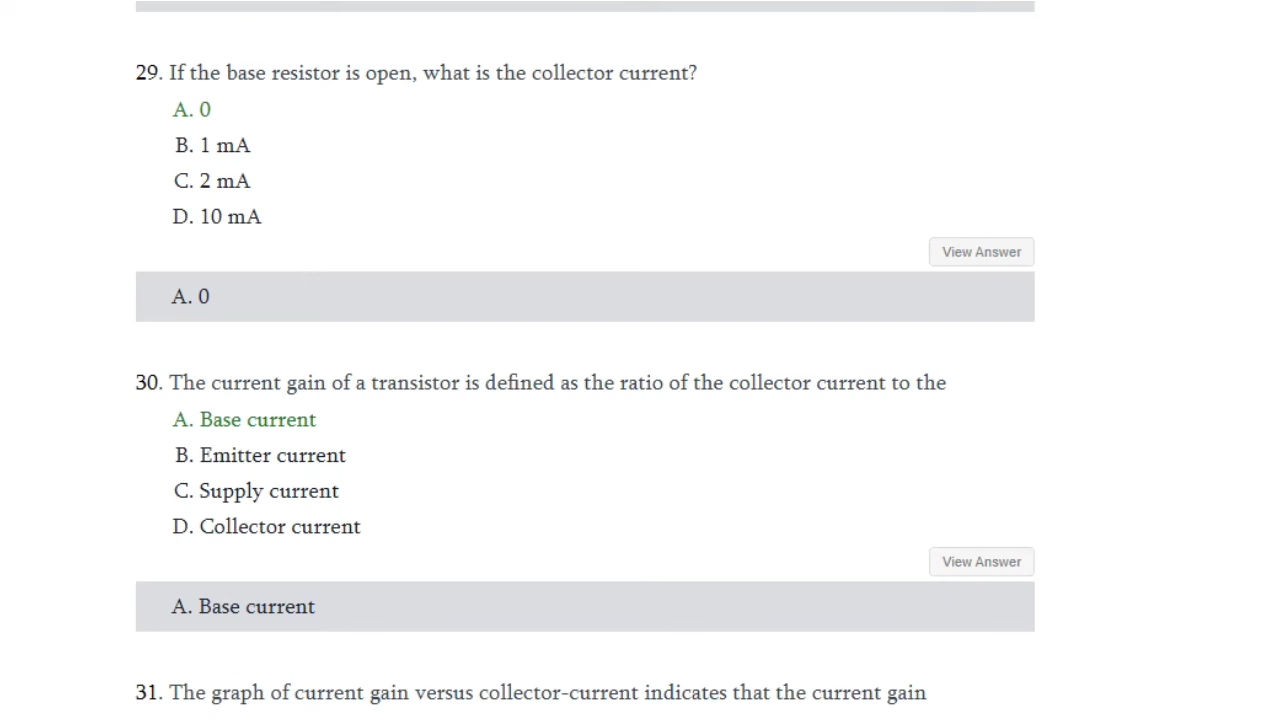 29. If the base resistor is open, what is the collector current?
A. 0
B. 1 mA
C. 2 mA
D. 10 mA
View Answer
A. 0
30. The current gain of a transistor is defined as the ratio of the collector current to the
A. Base current
B. Emitter current
C. Supply current
D. Collector current
View Answer
A. Base current
31. The graph of current gain versus collector-current indicates that the current gain